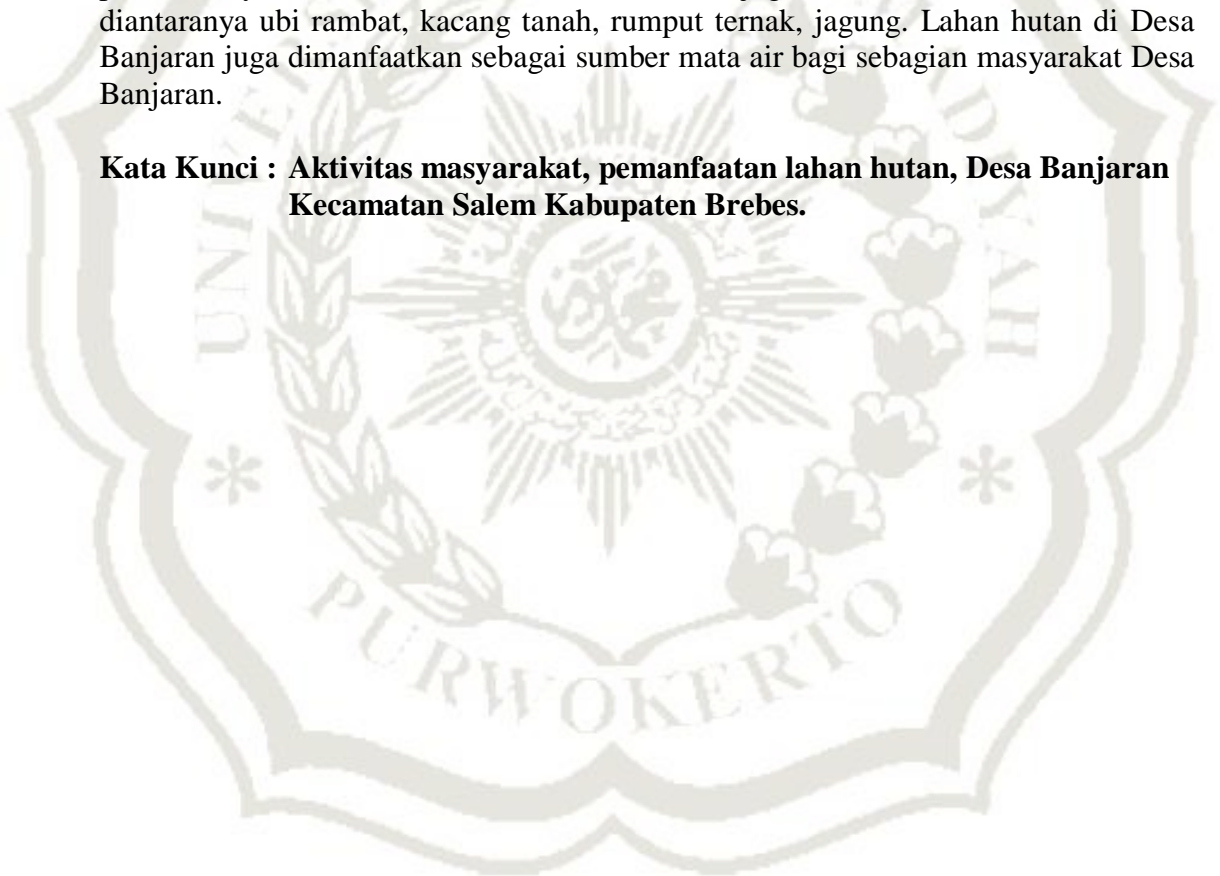 diantaranya ubi rambat, kacang tanah, rumput ternak, jagung. Lahan hutan di Desa
Banjaran juga dimanfaatkan sebagai sumber mata air bagi sebagian masyarakat Desa
Banjaran.
Kata Kunci : Aktivitas masyarakat, pemanfaatan lahan hutan, Desa Banjaran
Kecamatan Salem Kabupaten Brebes.
PURWOKERTO